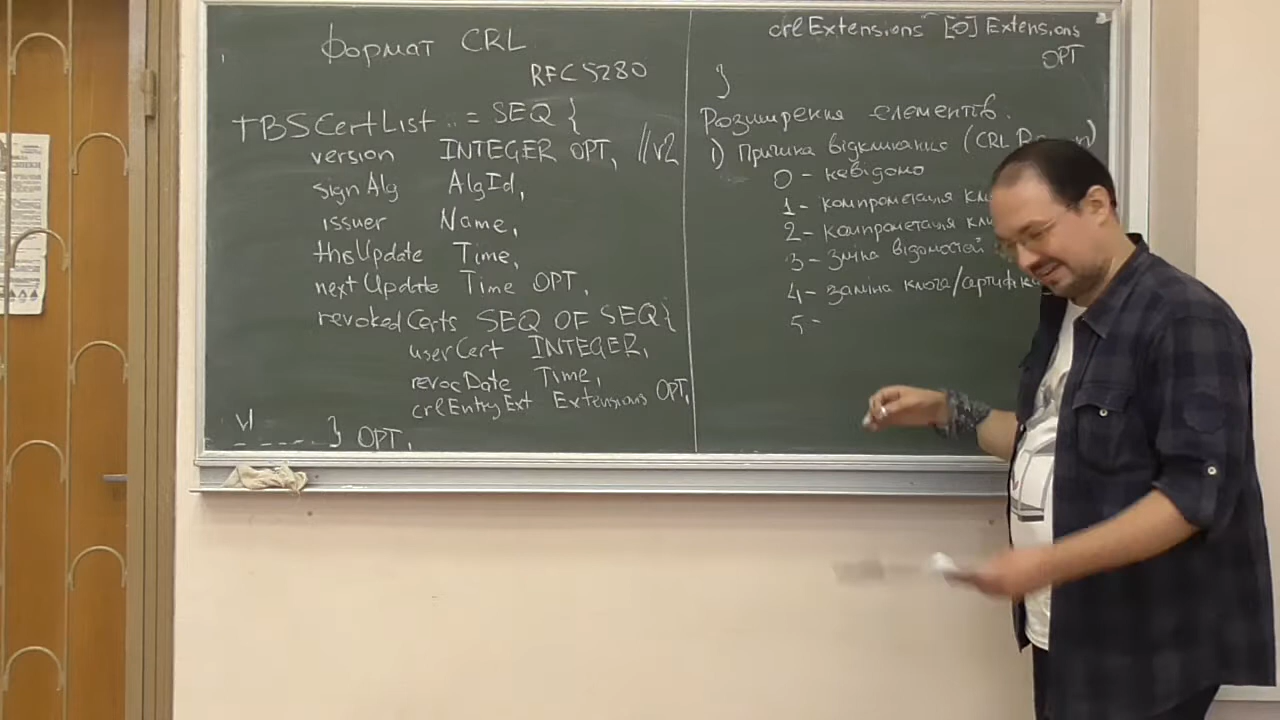 Формат CRL
RFC 5280
TBSCertList ::= SEQ {
version INTEGER OPT, //v2
signAlg AlgId,
issuer Name,
thisUpdate Time,
nextUpdate Time OPT,
revokedCerts SEQ OF SEQ{
userCert INTEGER,
revocDate Time,
crlEntryExt Extensions OPT,
} OPT,
crlExtensions [0] Extensions
OPT
}
Розширення елементів.
1) Причина відкликання (CRL
0 - невідомо
1 - компрометація
2 - компрометація
3 - зміна відомостей
4 - заміна ключа/
5 -